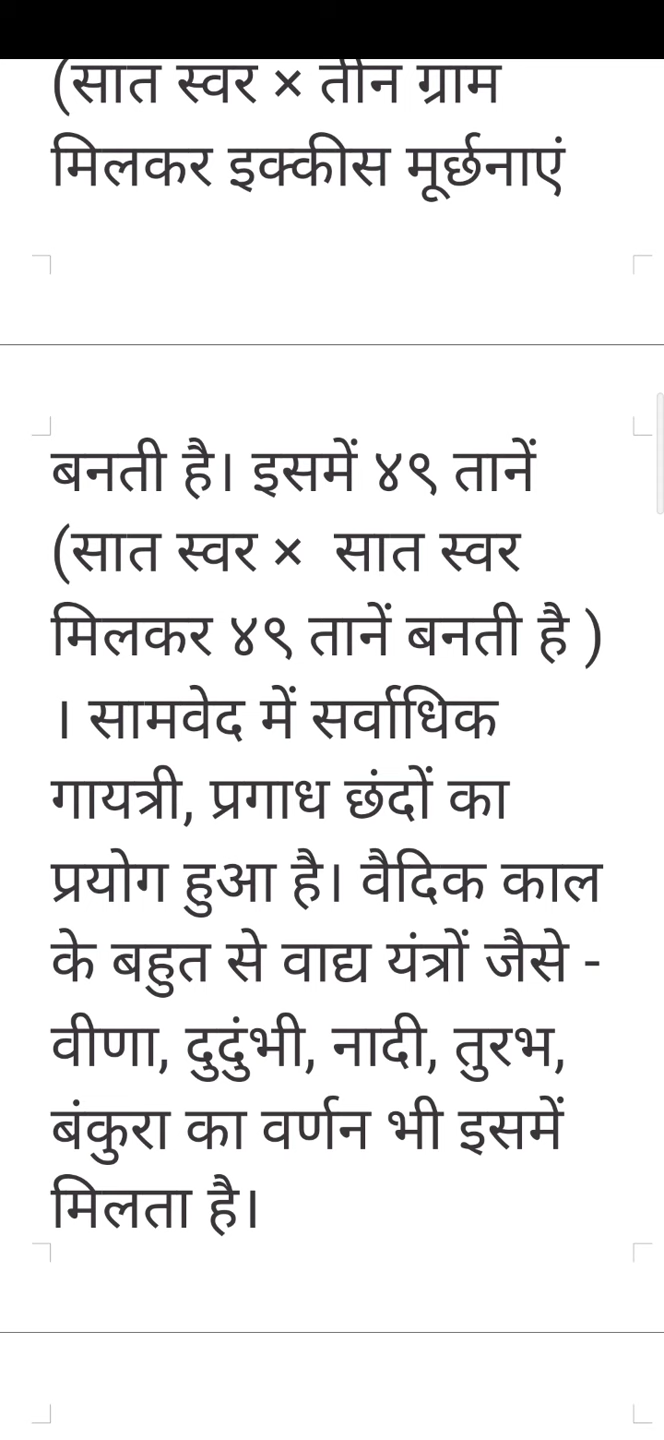 (सात स्वर × तीन ग्राम
मिलकर इक्कीस मूर्छनाएं
बनती है। इसमें ४९ तानें
(सात स्वर × सात स्वर
मिलकर ४९ तानें बनती है )
। सामवेद में सर्वाधिक
गायत्री, प्रगाध छंदों का
प्रयोग हुआ है। वैदिक काल
के बहुत से वाद्य यंत्रों जैसे -
वीणा, दुदुंभी, नादी, तुरभ,
बंकुरा का वर्णन भी इसमें
मिलता है।